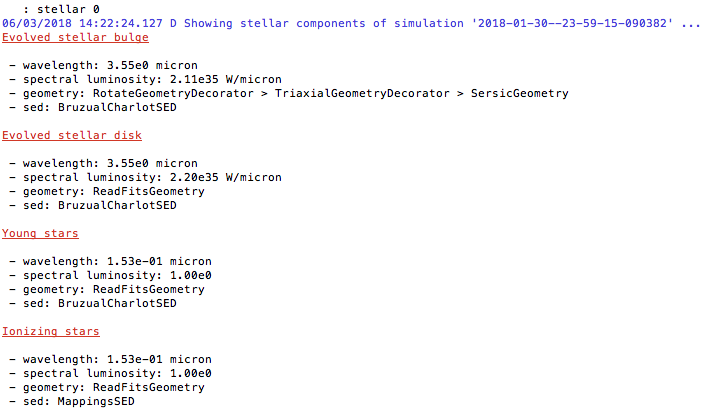 : stellar 0
06/03/2018 14:22:24.127 D Showing stellar components of simulation '2018-01-30--23-59-15-090382' ...
Evolved stellar bulge
- wavelength: 3.55e0 micron
- spectral luminosity: 2.11e35 W/micron
- geometry: RotateGeometryDecorator > TriaxialGeometryDecorator > SersicGeometry
- sed: BruzualCharlotSED
Evolved stellar disk
- wavelength: 3.55e0 micron
- spectral luminosity: 2.20e35 W/micron
- geometry: ReadFitsGeometry
- sed: BruzualCharlotSED
Young stars
- wavelength: 1.53e-01 micron
- spectral luminosity: 1.00e0
- geometry: ReadFitsGeometry
- sed: BruzualCharlotSED
Ionizing stars
- wavelength: 1.53e-01 micron
- spectral luminosity: 1.00e0
- geometry: ReadFitsGeometry
- sed: MappingsSED